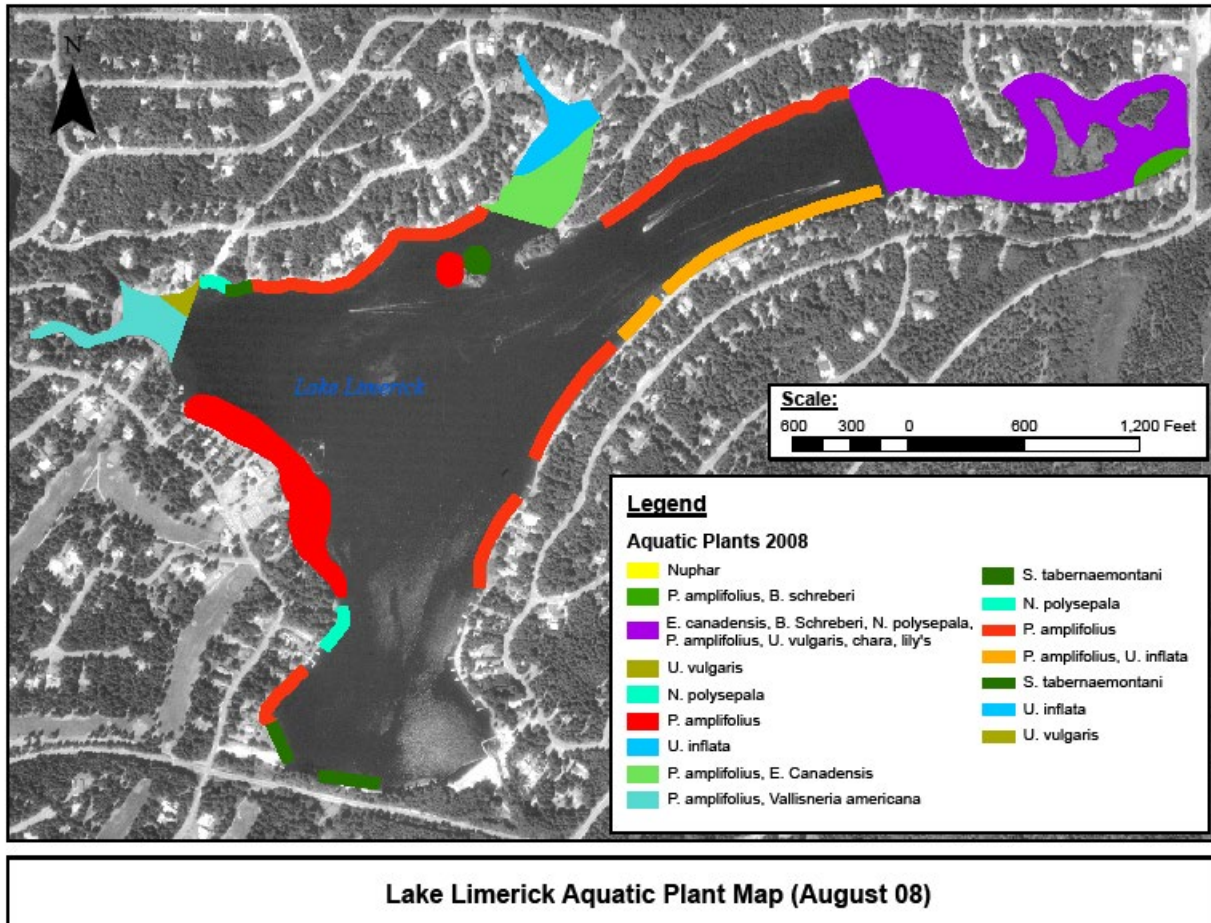 N
Lake Limerick
Scale:
600 300 0 600 1,200 Feet
Legend
Aquatic Plants 2008
Nuphar
P. amplifolius, B. schreberi
E. canadensis, B. Schreberi, N. polysepala,
P. amplifolius, U. vulgaris, chara, lily's
U. vulgaris
N. polysepala
P. amplifolius
U. inflata
P. amplifolius, E. Canadensis
P. amplifolius, Vallisneria americana
S. tabernaemontani
N. polysepala
P. amplifolius
P. amplifolius, U. inflata
S. tabernaemontani
U. inflata
U. vulgaris
Lake Limerick Aquatic Plant Map (August 08)